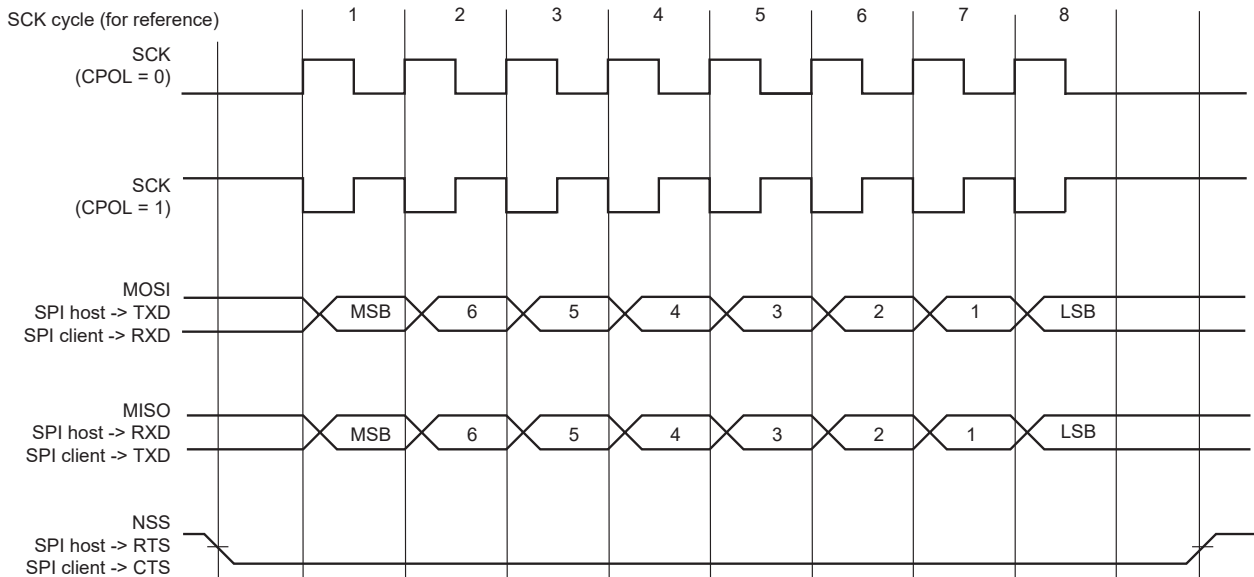 SCK cycle (for reference) 1 2 3 4 5 6 7 8
SCK
(CPOL = 0)
SCK
(CPOL = 1)
MOSI
SPI host -> TXD
SPI client -> RXD
MSB 6 5 4 3 2 1 LSB
MISO
SPI host -> RXD
SPI client -> TXD
MSB 6 5 4 3 2 1 LSB
NSS
SPI host -> RTS
SPI client -> CTS